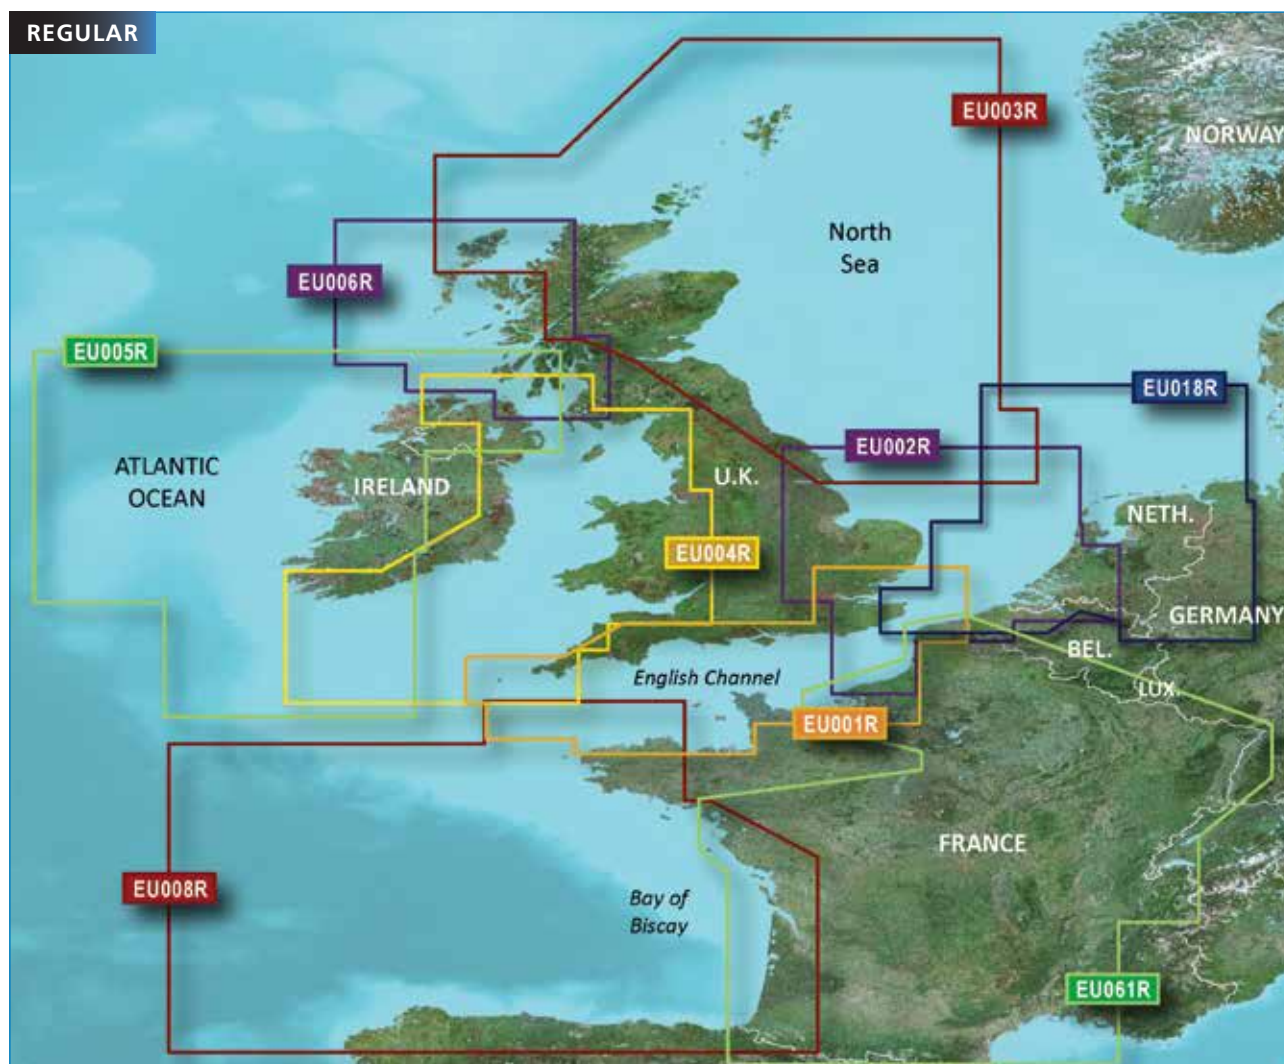 REGULAR
EU003R
NORWAY
North
Sea
EU006R
EU005R
EU018R
EU002R
ATLANTIC
OCEAN
IRELAND
U.K.
NETH.
EU004R
GERMANY
BEL.
English Channel
LUX.
EU001R
FRANCE
EU008R
Bay of
Biscay
EU061R